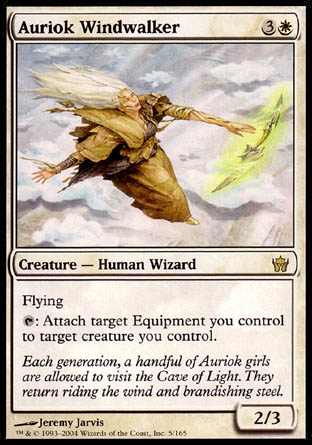 Auriok Windwalker 3
Creature — Human Wizard
Flying
: Attach target Equipment you control
to target creature you control.
Each generation, a handful of Auriok girls
are allowed to visit the Cave of Light. They
return riding the wind and brandishing steel.
Jeremy Jarvis
™ & © 1993–2004 Wizards of the Coast, Inc. 5/165
2/3